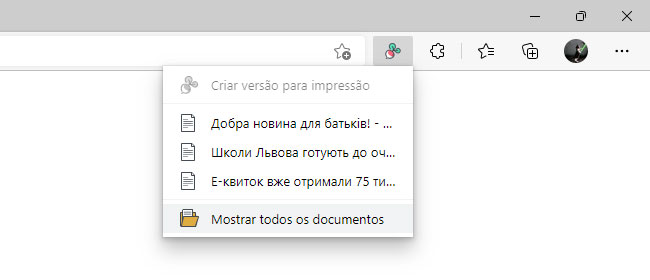 Criar versão para impressão
Добра новина для батьків! - ...
Школи Львова готують до оч...
Е-квиток вже отримали 75 ти...
Mostrar todos os documentos